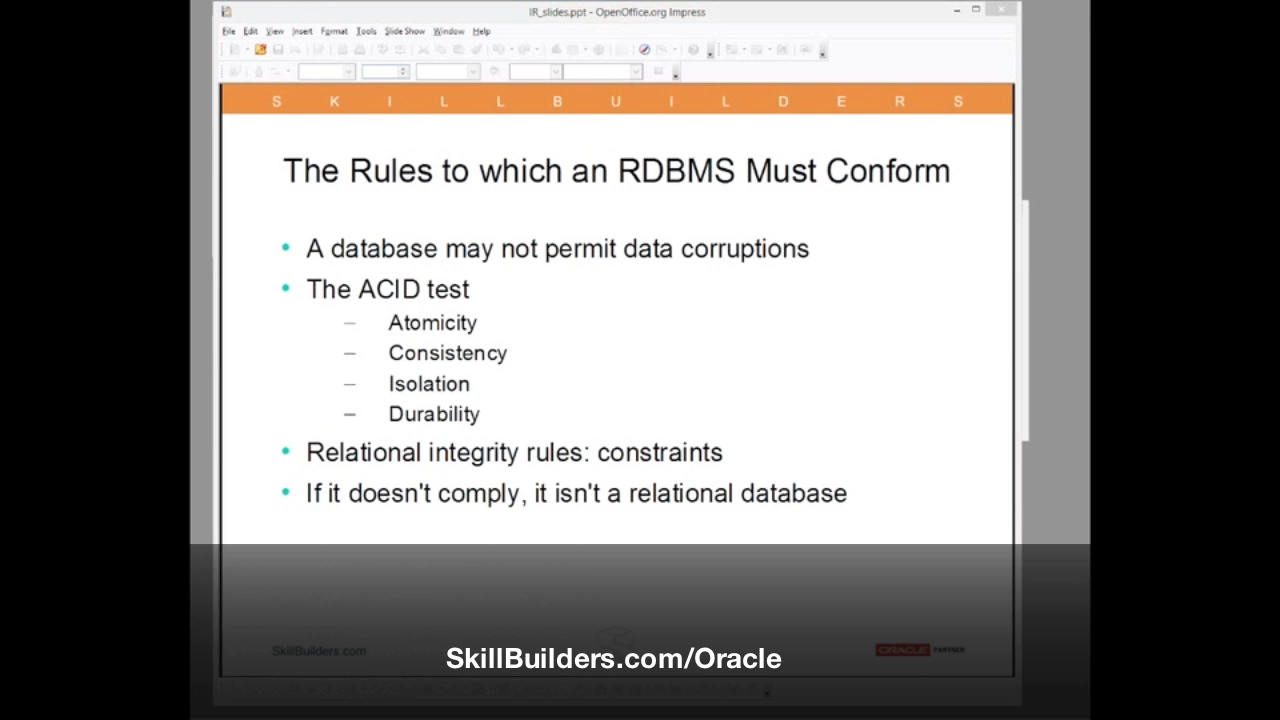 IR_slides.ppt - OpenOffice.org Impress
File Edit View Insert Format Tools Slide Show Window Help
S K I L L B U I L D E R S
The Rules to which an RDBMS Must Conform
• A database may not permit data corruptions
• The ACID test
– Atomicity
– Consistency
– Isolation
– Durability
• Relational integrity rules: constraints
• If it doesn't comply, it isn't a relational database
SkillBuilders.com
SkillBuilders.com/Oracle
ORACLE PARTNER